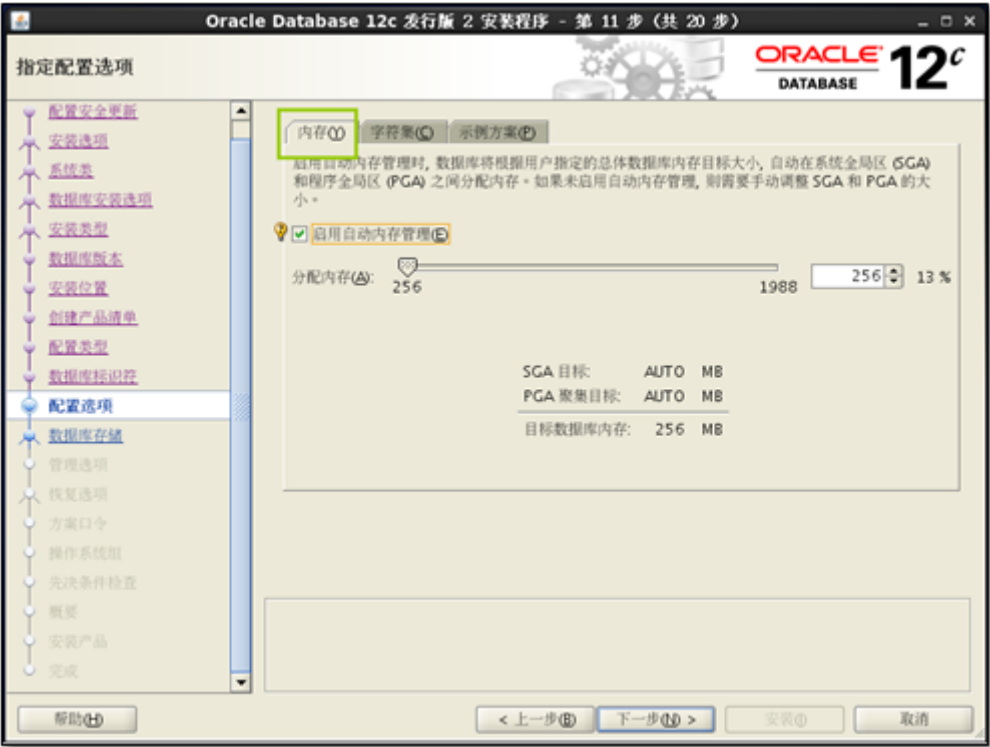 Oracle Database 12c 发行版 2 安装程序 - 第 11 步 (共 20 步)
指定配置选项
ORACLE
DATABASE
12c
配置安全更新
安装选项
系统类
数据库安装选项
安装类型
数据库版本
安装位置
创建产品清单
配置类型
数据库标识符
配置选项
数据库存储
管理选项
恢复选项
方案口令
操作系统组
先决条件检查
概要
安装产品
完成
内存(Y) 字符集(C) 示例方案(P)
启用自动内存管理时, 数据库将根据用户指定的总体数据库内存目标大小, 自动在系统全局区 (SGA)
和程序全局区 (PGA) 之间分配内存。如果未启用自动内存管理, 则需要手动调整 SGA 和 PGA 的大
小。
启用自动内存管理(E)
分配内存(A): 256 1988 256 13 %
SGA 目标: AUTO MB
PGA 聚集目标: AUTO MB
目标数据库内存: 256 MB
帮助(H) < 上一步(B) 下一步(N) > 安装(I) 取消